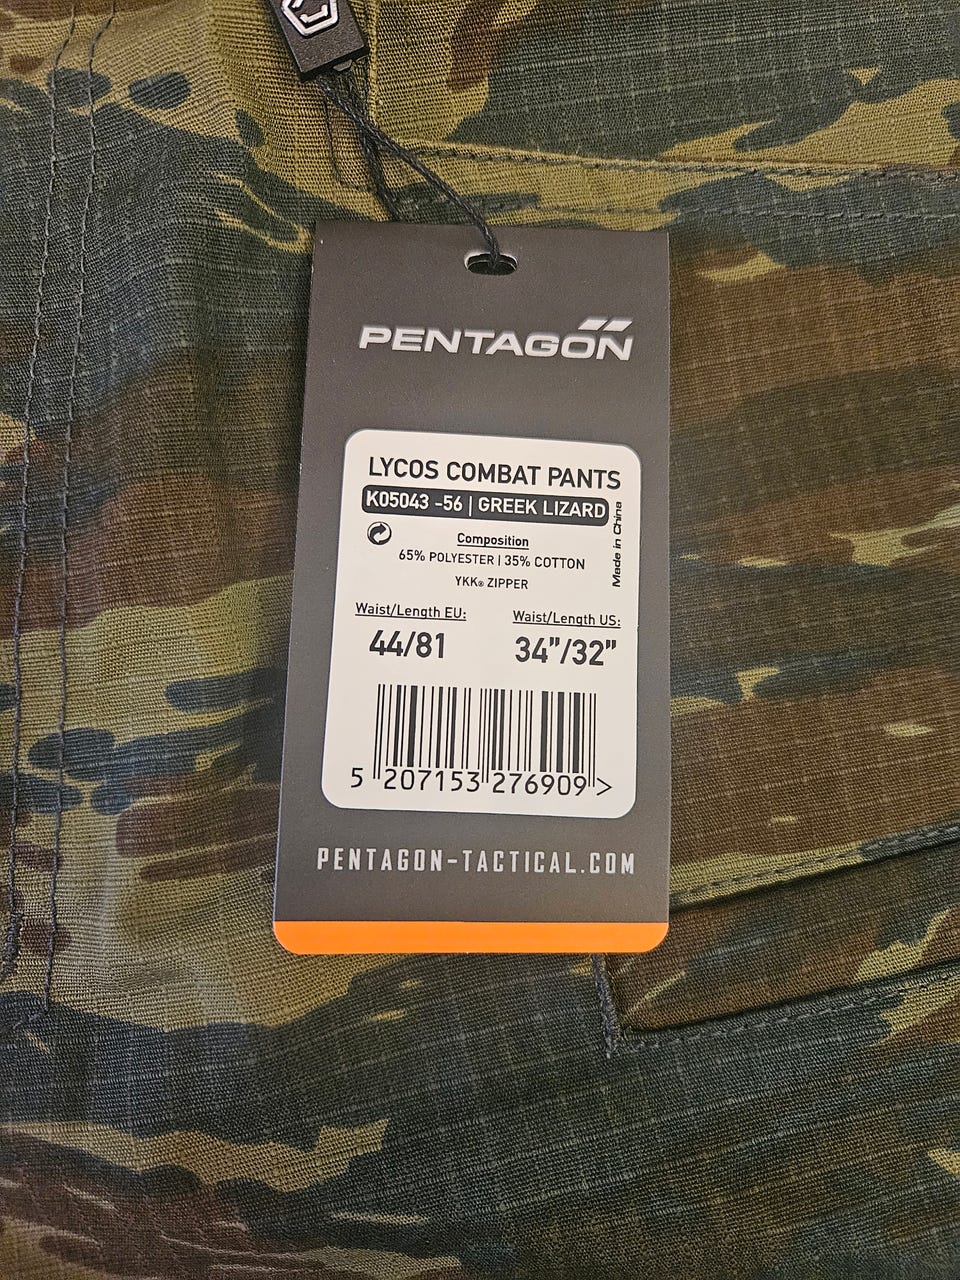 PENTAGON
LYCOS COMBAT PANTS
K05043 -56 | GREEK LIZARD
Made in China
Composition
65% POLYESTER | 35% COTTON
YKK® ZIPPER
Waist/Length EU: Waist/Length US:
44/81 34”/32”
5 207153 276909 >
PENTAGON-TACTICAL.COM